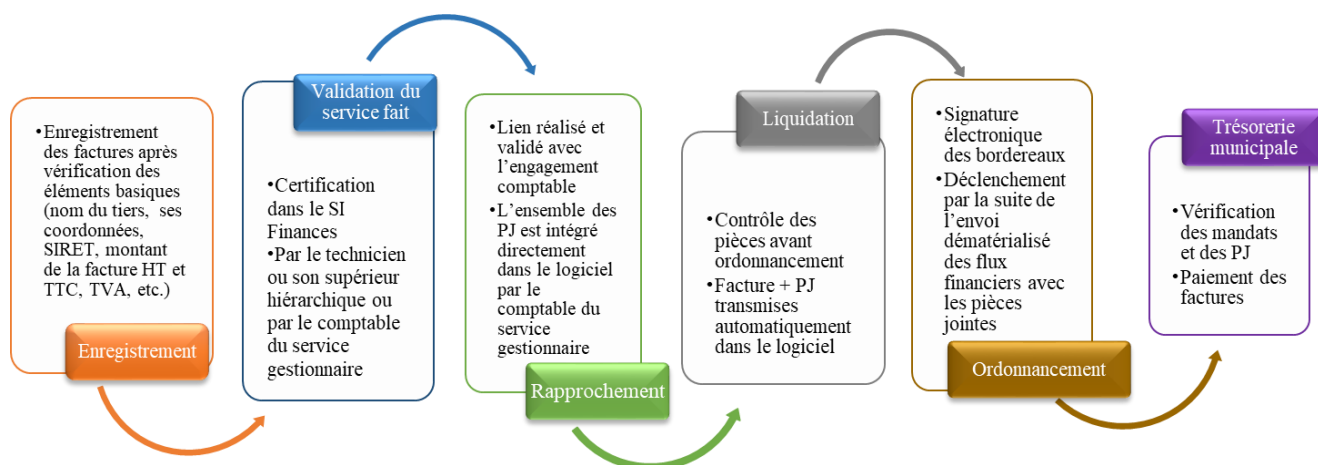 •Enregistrement
des factures après
vérification des
éléments basiques
(nom du tiers, ses
coordonnées,
SIRET, montant
de la facture HT et
TTC, TVA, etc.)
Enregistrement
Validation du
service fait
•Certification
dans le SI
Finances
•Par le technicien
ou son supérieur
hiérarchique ou
par le comptable
du service
gestionnaire
•Lien réalisé et
validé avec
l’engagement
comptable
•L’ensemble des
PJ est intégré
directement
dans le logiciel
par le
comptable du
service
gestionnaire
Rapprochement
Liquidation
•Contrôle des
pièces avant
ordonnancement
•Facture + PJ
transmises
automatiquement
dans le logiciel
•Signature
électronique
des bordereaux
•Déclenchement
par la suite de
l’envoi
dématérialisé
des flux
financiers avec
les pièces
jointes
Ordonnancement
Trésorerie
municipale
•Vérification
des mandats
et des PJ
•Paiement des
factures